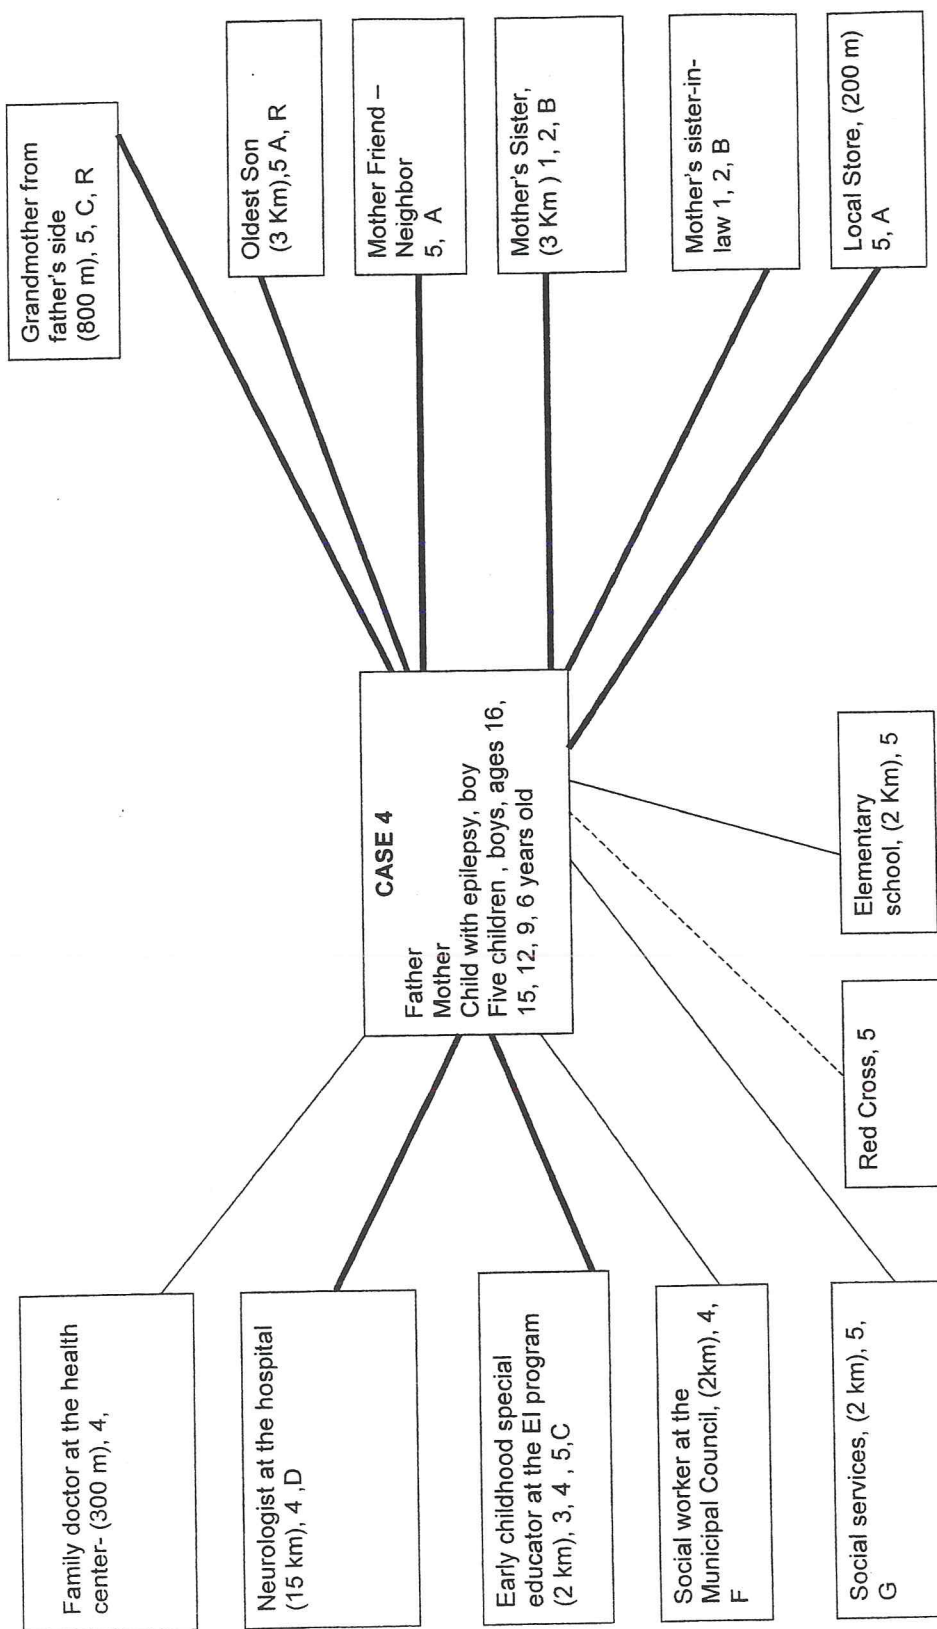 Grandmother from
father's side
(800 m), 5, C, R
Oldest Son
(3 Km),5 A, R
Mother Friend –
Neighbor
5, A
Mother's Sister,
(3 Km ) 1, 2, B
Mother's sister-in-
law 1, 2, B
Local Store, (200 m)
5, A
CASE 4
Father
Mother
Child with epilepsy, boy
Five children , boys, ages 16,
15, 12, 9, 6 years old
Family doctor at the health
center- (300 m), 4,
Neurologist at the hospital
(15 km), 4 ,D
Early childhood special
educator at the EI program
(2 km), 3, 4 , 5,C
Social worker at the
Municipal Council, (2km), 4,
F
Social services, (2 km), 5,
G
Red Cross, 5
Elementary
school, (2 Km), 5